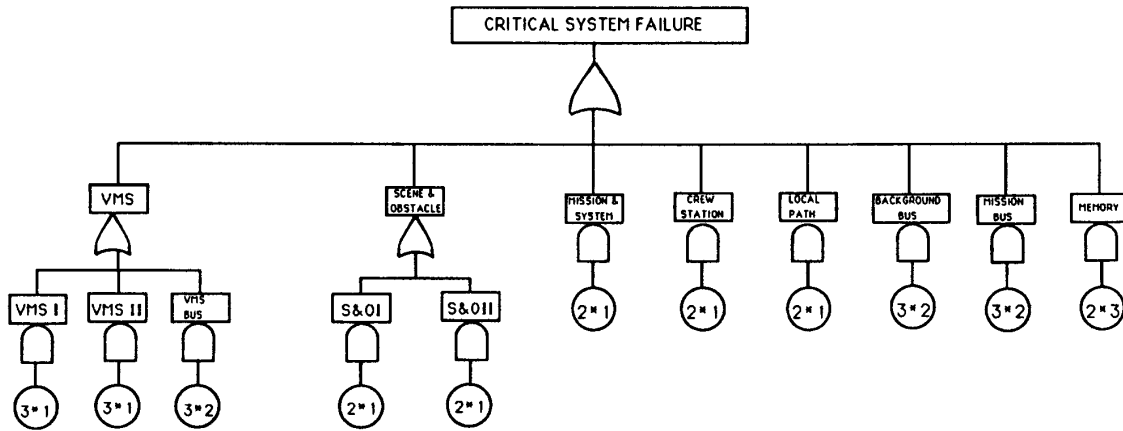 CRITICAL SYSTEM FAILURE
VMS
SCENE &
OBSTACLE
MISSION &
SYSTEM
CREW
STATION
LOCAL
PATH
BACKGROUND
BUS
MISSION
BUS
MEMORY
VMS I
VMS II
VMS
BUS
S&OI
S&OII
2*1
2*1
2*1
3*2
3*2
2*3
3*1
3*1
3*2
2*1
2*1